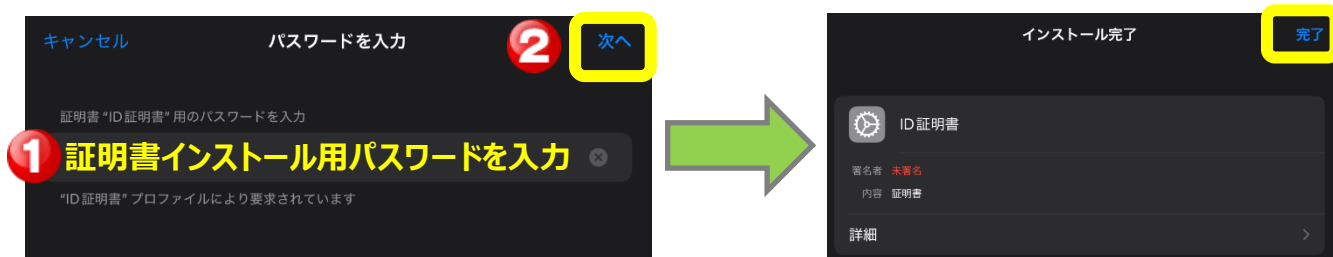 キャンセル
パスワードを入力
2
次へ
証明書 “ID証明書” 用のパスワードを入力
1
証明書インストール用パスワードを入力
“ID証明書” プロファイルにより要求されています
インストール完了
完了
ID証明書
署名者 未署名
内容 証明書
詳細